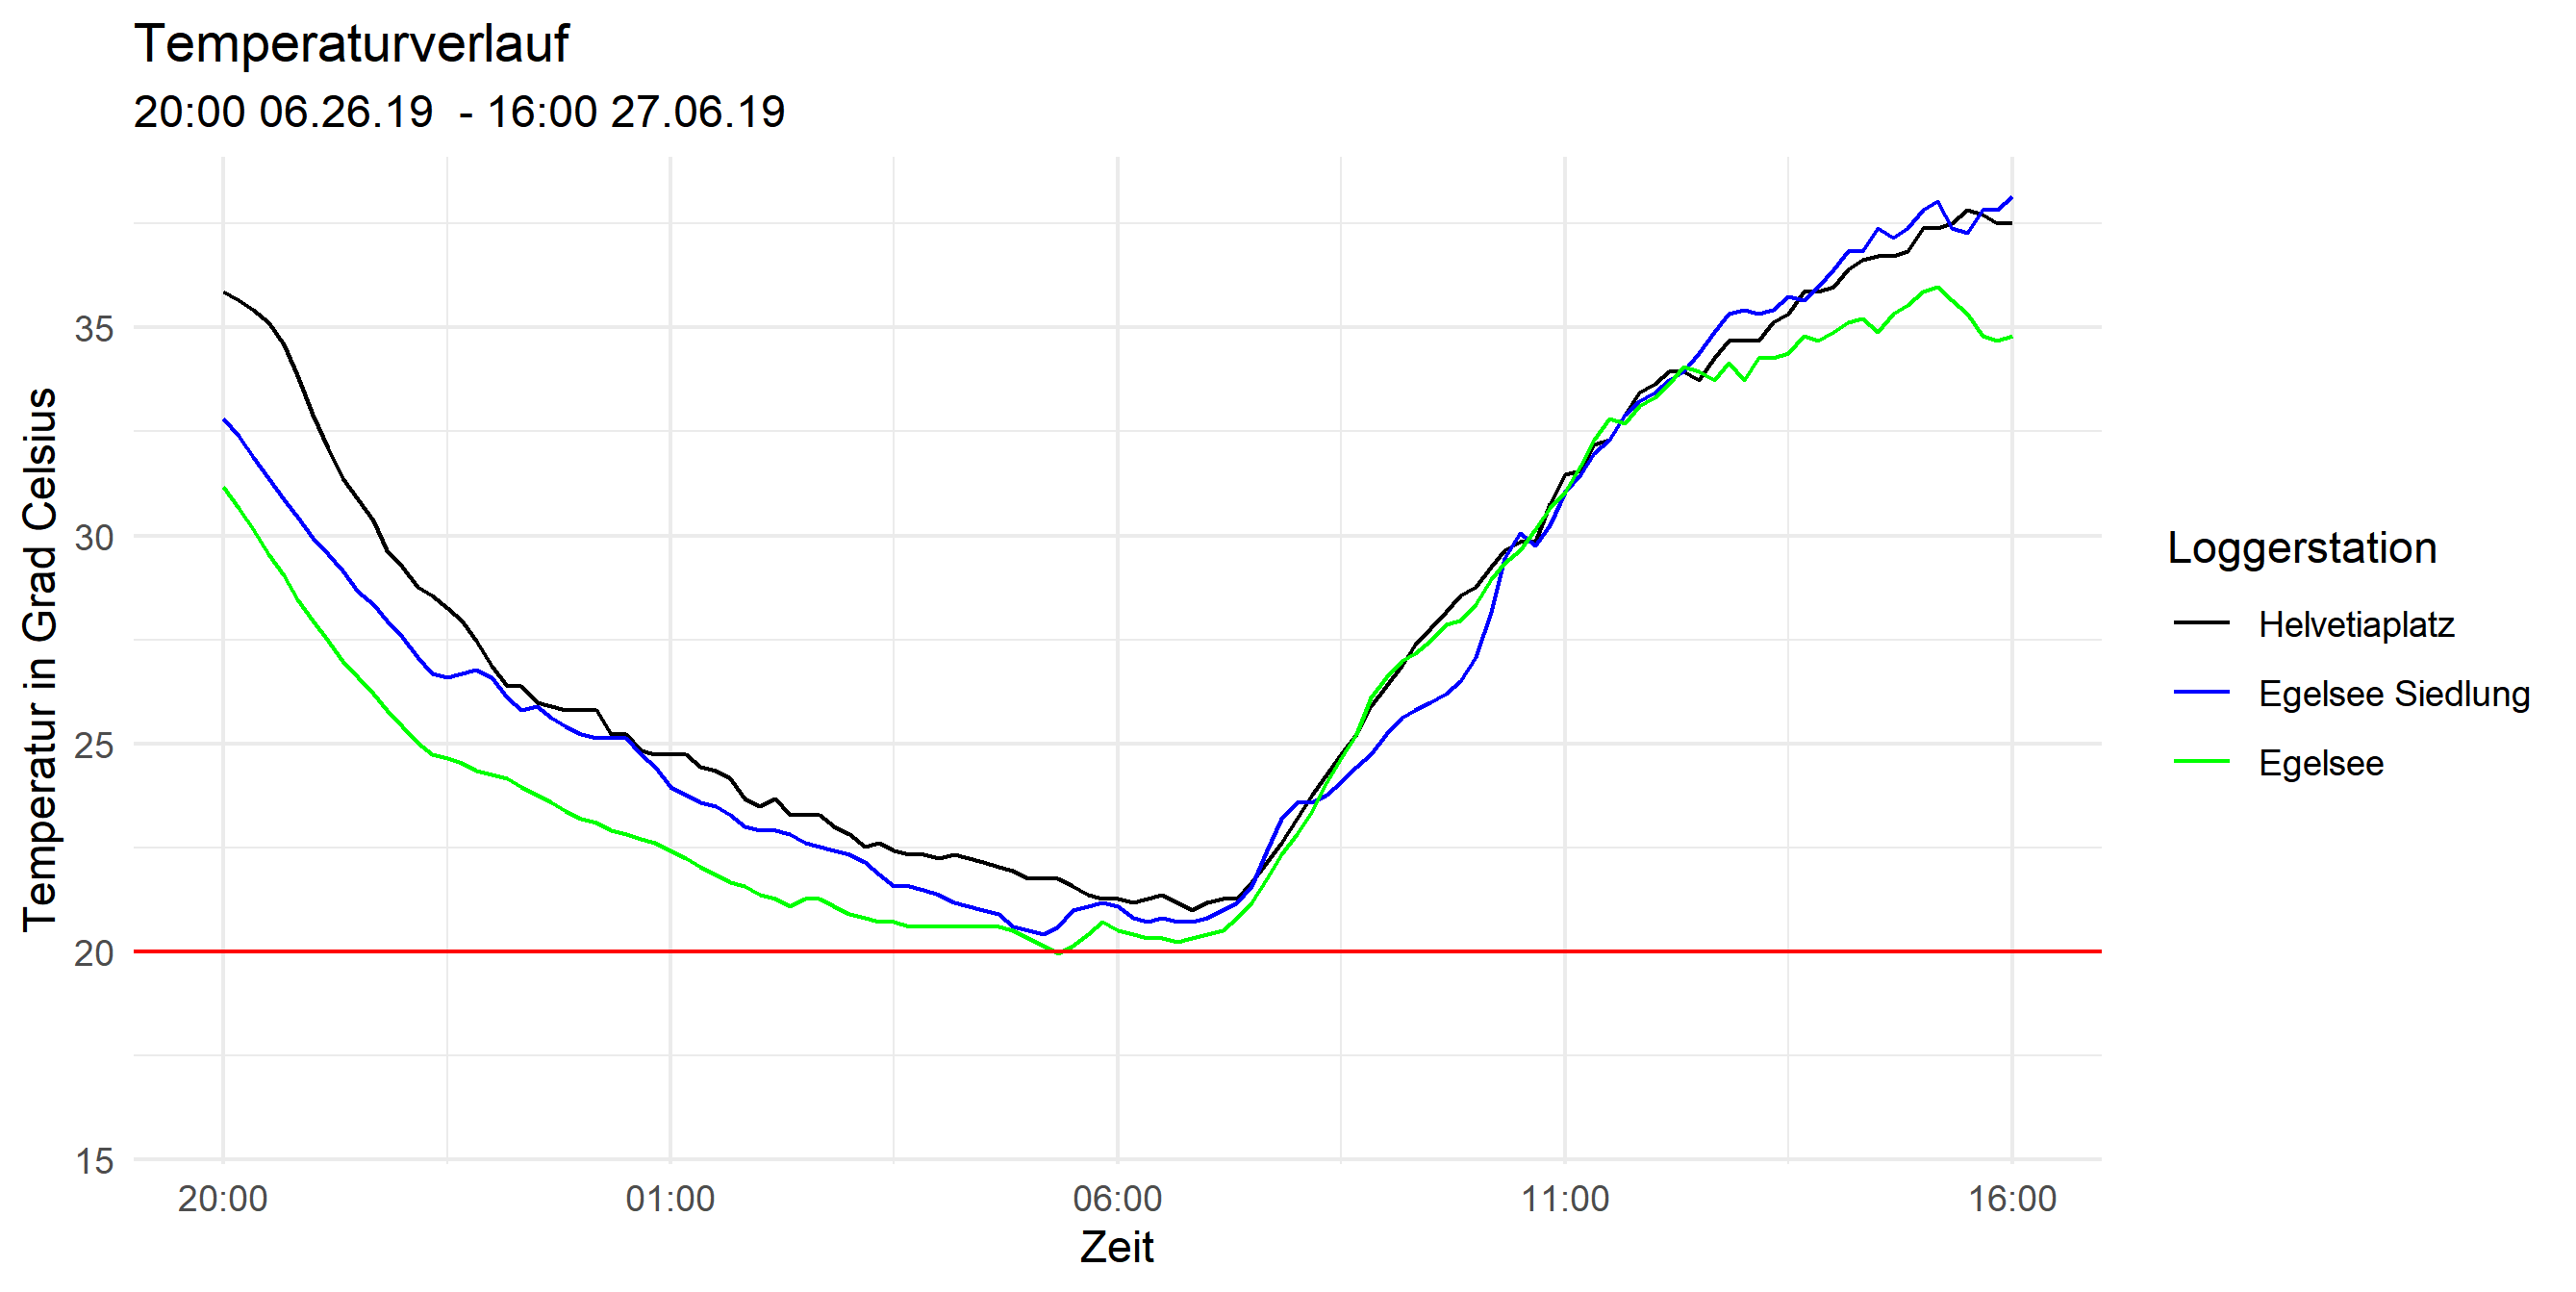 Temperaturverlauf
20:00 06.26.19  - 16:00 27.06.19
Temperatur in Grad Celsius
35
30
25
20
15
20:00
01:00
06:00
11:00
16:00
Zeit
Loggerstation
Helvetiaplatz
Egelsee Siedlung
Egelsee